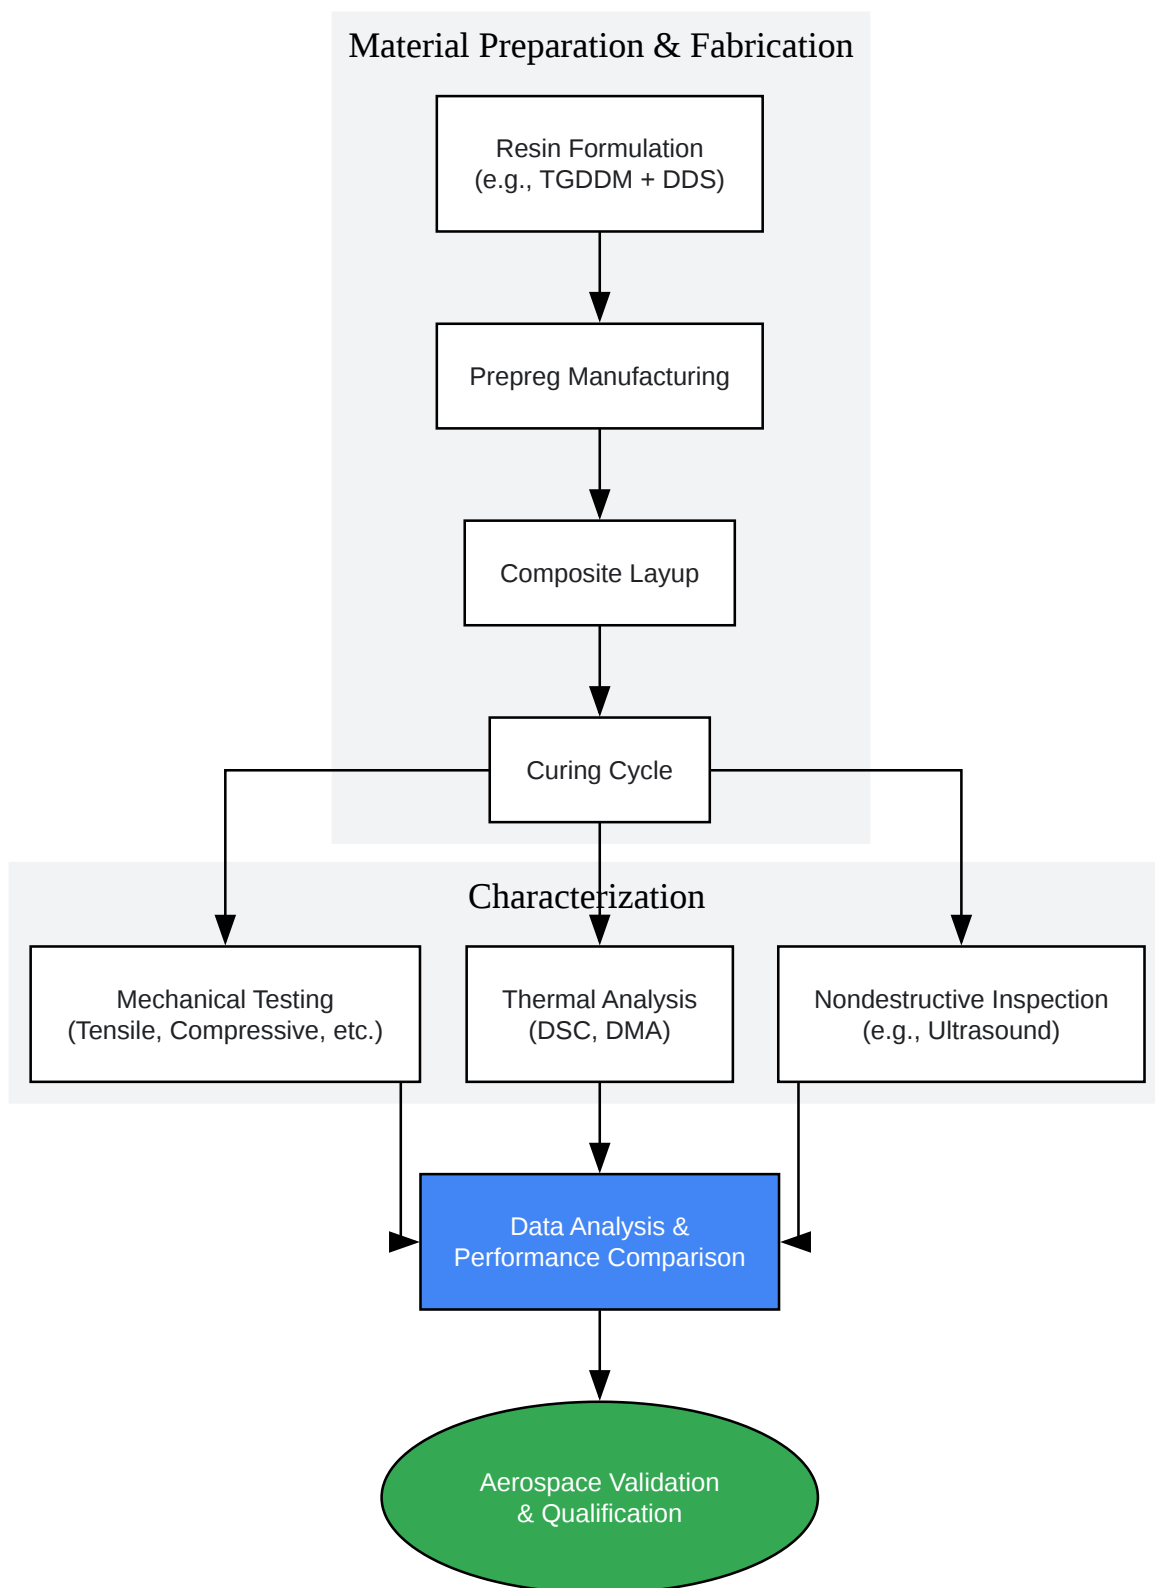 Material Preparation & Fabrication
Resin Formulation
(e.g., TGDDM + DDS)
Prepreg Manufacturing
Composite Layup
Curing Cycle
Characterization
Mechanical Testing
(Tensile, Compressive, etc.)
Thermal Analysis
(DSC, DMA)
Nondestructive Inspection
(e.g., Ultrasound)
Data Analysis &
Performance Comparison
Aerospace Validation
& Qualification